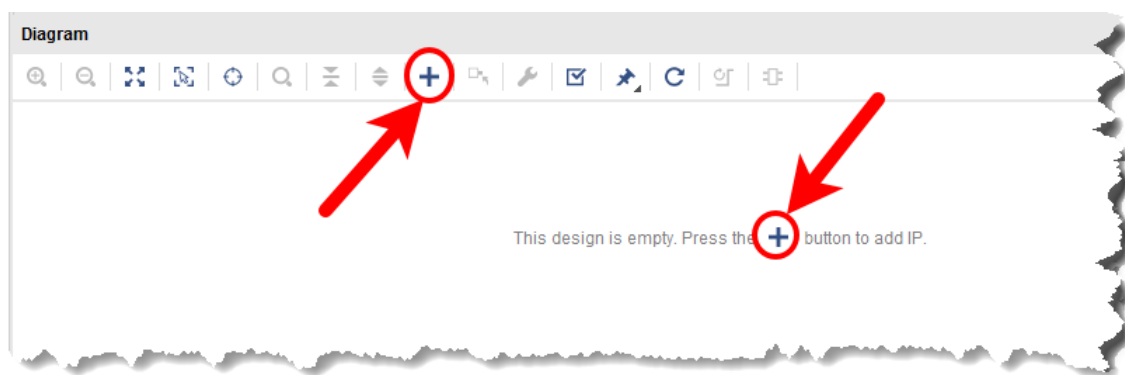 Diagram
This design is empty. Press the + button to add IP.